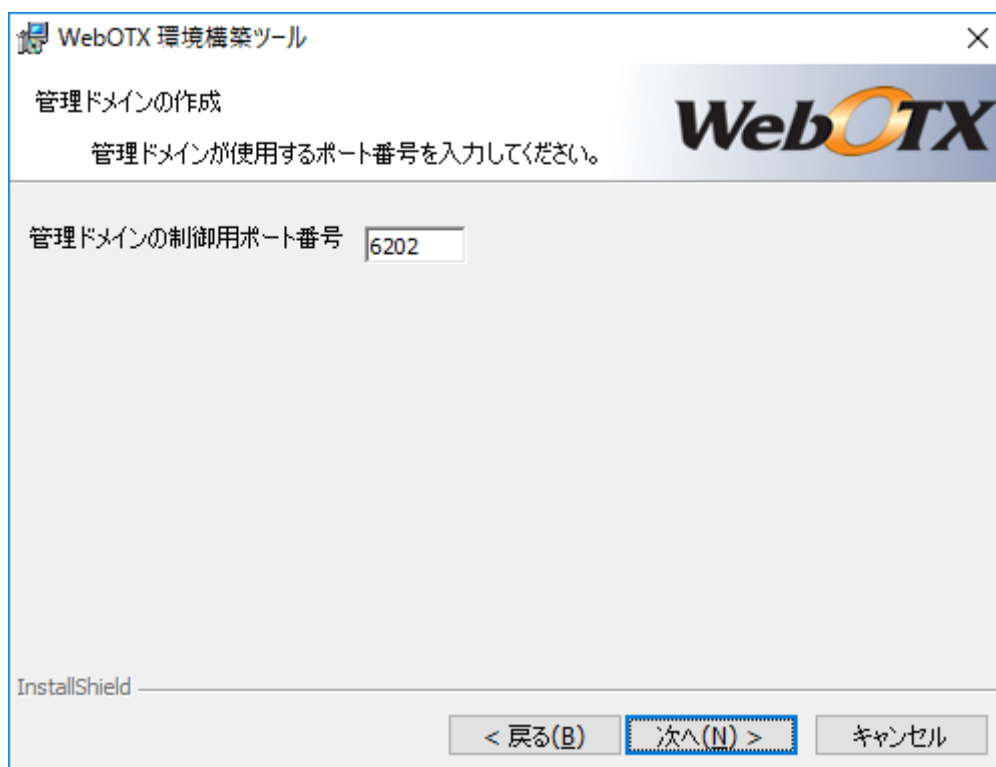 WebOTX 環境構築ツール
管理ドメインの作成
管理ドメインが使用するポート番号を入力してください。
WebOTX
管理ドメインの制御用ポート番号 6202
InstallShield
< 戻る(B) 次へ(N) > キャンセル